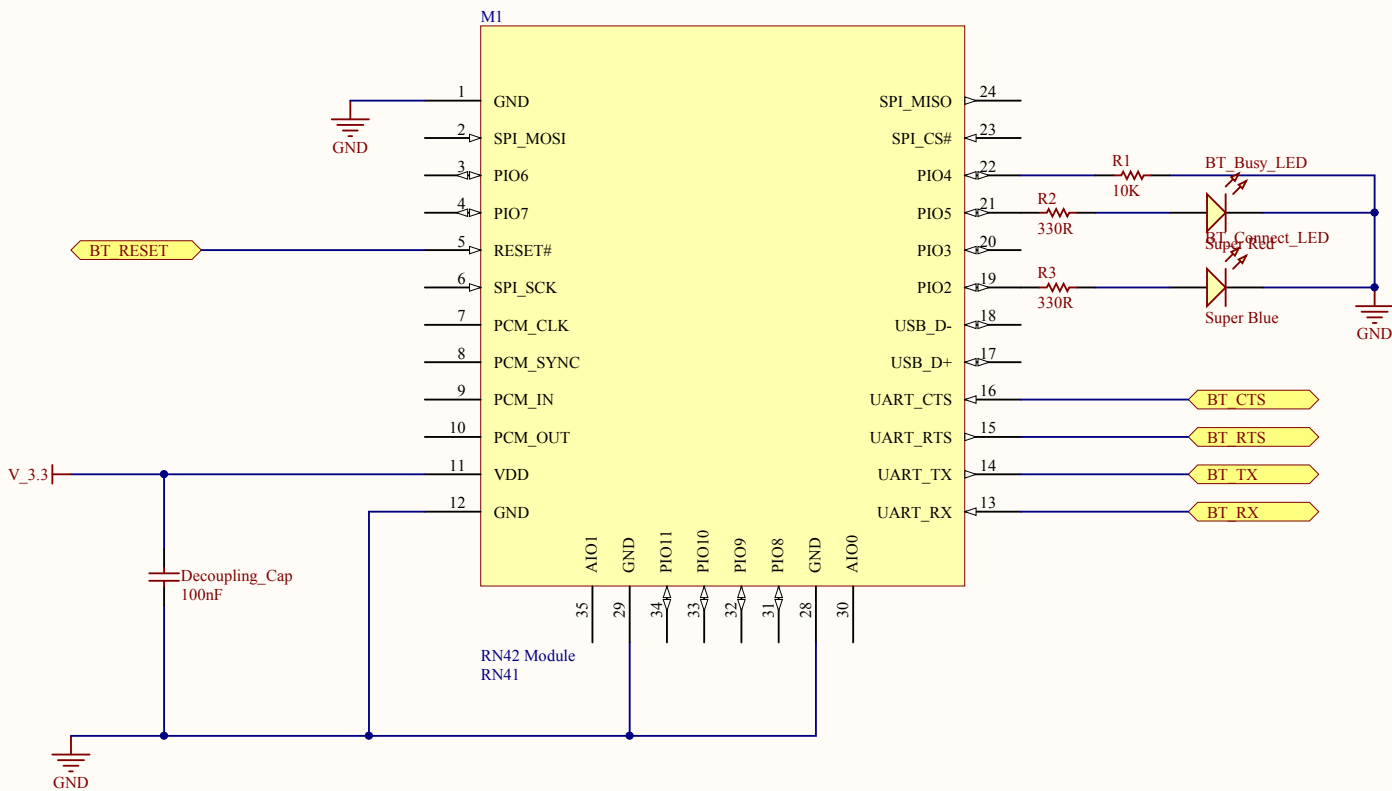 M1
1
GND
GND
2
SPI_MOSI
3
PIO6
4
PIO7
BT_RESET
5
RESET#
6
SPI_SCK
7
PCM_CLK
8
PCM_SYNC
9
PCM_IN
10
PCM_OUT
V_3.3
11
VDD
12
GND
SPI_MISO
24
SPI_CS#
23
PIO4
22
R1
10K
BT_Busy_LED
PIO5
21
R2
330R
Super Red
PIO3
20
BT_Connect_LED
PIO2
19
R3
330R
Super Blue
GND
USB_D-
18
USB_D+
17
UART_CTS
16
BT_CTS
UART_RTS
15
BT_RTS
UART_TX
14
BT_TX
UART_RX
13
BT_RX
AIO1
GND
PIO11
PIO10
PIO9
PIO8
GND
AIO0
35
29
34
33
32
31
28
30
Decoupling_Cap
100nF
RN42 Module
RN41
GND